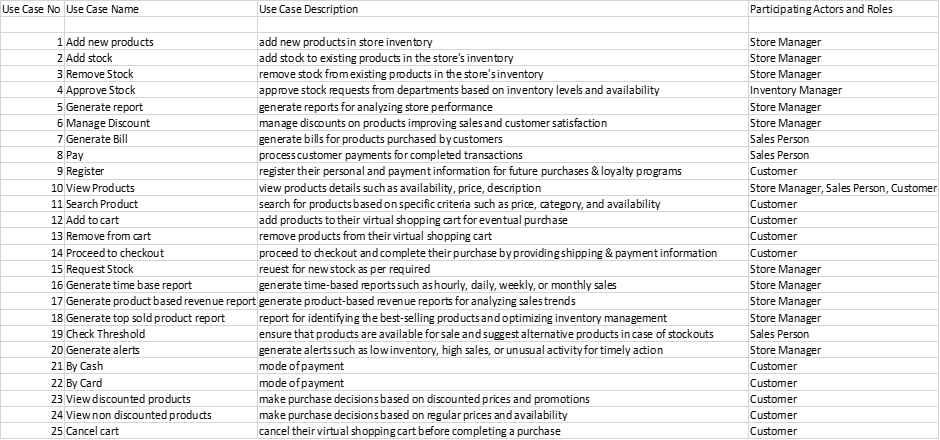 Use Case No Use Case Name Use Case Description Participating Actors and Roles
1 Add new products add new products in store inventory Store Manager
2 Add stock add stock to existing products in the store's inventory Store Manager
3 Remove Stock remove stock from existing products in the store's inventory Store Manager
4 Approve Stock approve stock requests from departments based on inventory levels and availability Inventory Manager
5 Generate report generate reports for analyzing store performance Store Manager
6 Manage Discount manage discounts on products improving sales and customer satisfaction Store Manager
7 Generate Bill generate bills for products purchased by customers Sales Person
8 Pay process customer payments for completed transactions Sales Person
9 Register register their personal and payment information for future purchases & loyalty programs Customer
10 View Products view products details such as availability, price, description Store Manager, Sales Person, Customer
11 Search Product search for products based on specific criteria such as price, category, and availability Customer
12 Add to cart add products to their virtual shopping cart for eventual purchase Customer
13 Remove from cart remove products from their virtual shopping cart Customer
14 Proceed to checkout proceed to checkout and complete their purchase by providing shipping & payment information Customer
15 Request Stock reuest for new stock as per required Store Manager
16 Generate time base report generate time-based reports such as hourly, daily, weekly, or monthly sales Store Manager
17 Generate product based revenue report generate product-based revenue reports for analyzing sales trends Store Manager
18 Generate top sold product report report for identifying the best-selling products and optimizing inventory management Store Manager
19 Check Threshold ensure that products are available for sale and suggest alternative products in case of stockouts Sales Person
20 Generate alerts generate alerts such as low inventory, high sales, or unusual activity for timely action Store Manager
21 By Cash mode of payment Customer
22 By Card mode of payment Customer
23 View discounted products make purchase decisions based on discounted prices and promotions Customer
24 View non discounted products make purchase decisions based on regular prices and availability Customer
25 Cancel cart cancel their virtual shopping cart before completing a purchase Customer